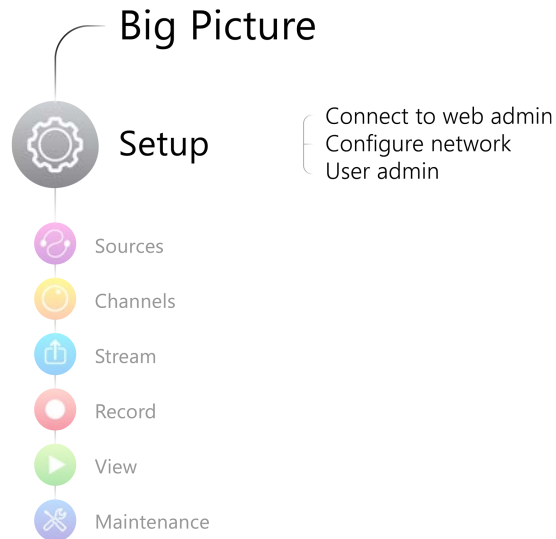 Big Picture
Setup
Connect to web admin
Configure network
User admin
Sources
Channels
Stream
Record
View
Maintenance